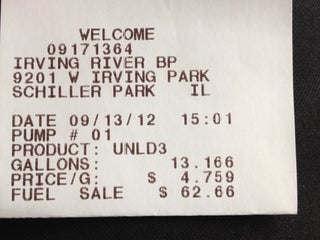 WELCOME
09171364
IRVING RIVER BP
9201 W IRVING PARK
SCHILLER PARK IL
DATE 09/13/12 15:01
PUMP # 01
PRODUCT: UNLD3
GALLONS: 13.166
PRICE/G: $ 4.759
FUEL SALE $ 62.66